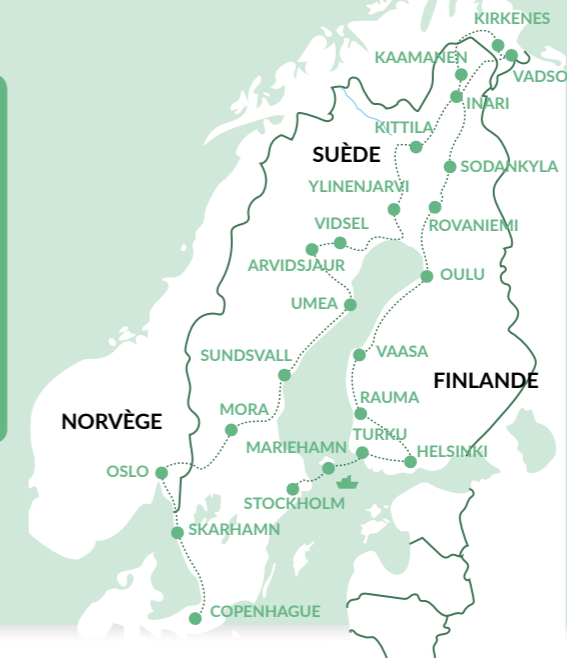 KIRKENES
KAAMANEN
VADSO
INARI
KITTILA
SUÈDE
SODANKYLA
YLINENJARVI
VIDSEL
ROVANIEMI
ARVIDSJAUR
OULU
UMEA
SUNDSVALL
VAASA
FINLANDE
RAUMA
MORA
NORVÈGE
TURKU
MARIEHAMN
HELSINKI
OSLO
STOCKHOLM
SKARHAMN
COPENHAGUE